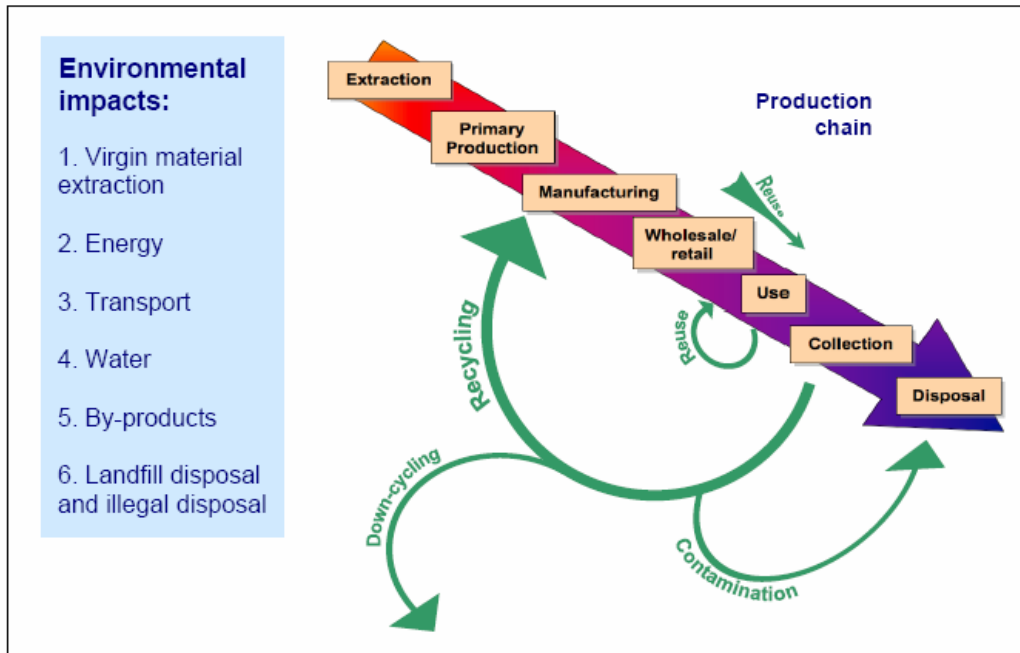 Environmental
impacts:
1. Virgin material
extraction
2. Energy
3. Transport
4. Water
5. By-products
6. Landfill disposal
and illegal disposal
Production
chain
Extraction
Primary
Production
Manufacturing
Wholesale/
retail
Use
Collection
Disposal
Reuse
Reuse
Recycling
Down-cycling
Contamination